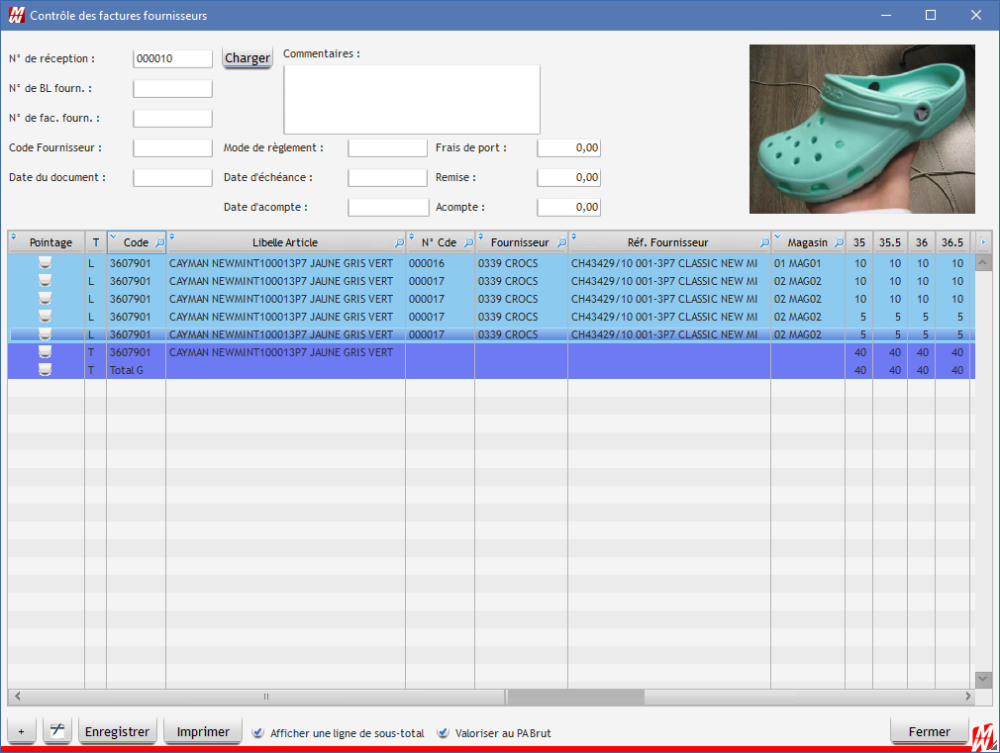 Contrôle des factures fournisseurs
N° de réception : 000010 Charger Commentaires :
N° de BL fourn. :
N° de fac. fourn. :
Code Fournisseur : Mode de règlement : Frais de port : 0,00
Date du document : Date d'échéance : Remise : 0,00
Date d'acompte : Acompte : 0,00
Pointage T Code Libelle Article N° Cde Fournisseur Réf. Fournisseur Magasin 35 35.5 36 36.5
L 3607901 CAYMAN NEWMINT100013P7 JAUNE GRIS VERT 000016 0339 CROCS CH43429/10 001-3P7 CLASSIC NEW MI 01 MAG01 10 10 10 10
L 3607901 CAYMAN NEWMINT100013P7 JAUNE GRIS VERT 000017 0339 CROCS CH43429/10 001-3P7 CLASSIC NEW MI 02 MAG02 10 10 10 10
L 3607901 CAYMAN NEWMINT100013P7 JAUNE GRIS VERT 000017 0339 CROCS CH43429/10 001-3P7 CLASSIC NEW MI 02 MAG02 10 10 10 10
L 3607901 CAYMAN NEWMINT100013P7 JAUNE GRIS VERT 000017 0339 CROCS CH43429/10 001-3P7 CLASSIC NEW MI 02 MAG02 5 5 5 5
L 3607901 CAYMAN NEWMINT100013P7 JAUNE GRIS VERT 000017 0339 CROCS CH43429/10 001-3P7 CLASSIC NEW MI 02 MAG02 5 5 5 5
T 3607901 CAYMAN NEWMINT100013P7 JAUNE GRIS VERT 40 40 40 40
T Total G 40 40 40 40
+ Enregistrer Imprimer Afficher une ligne de sous-total Valoriser au PA Brut Fermer